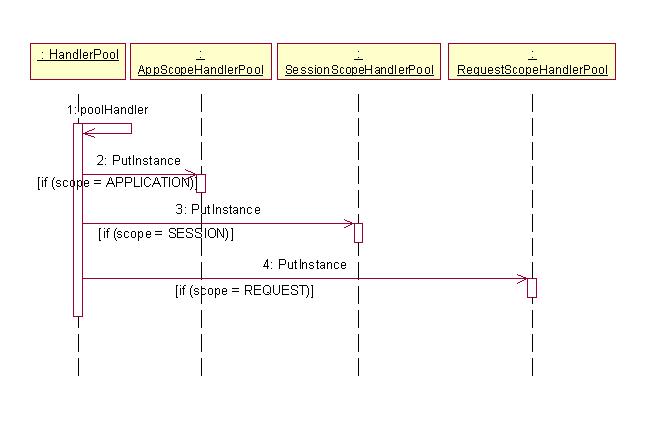 : HandlerPool
:
AppScopeHandlerPool
:
SessionScopeHandlerPool
:
RequestScopeHandlerPool
1: poolHandler
2: PutInstance
[if (scope = APPLICATION)]
3: PutInstance
[if (scope = SESSION)]
4: PutInstance
[if (scope = REQUEST)]